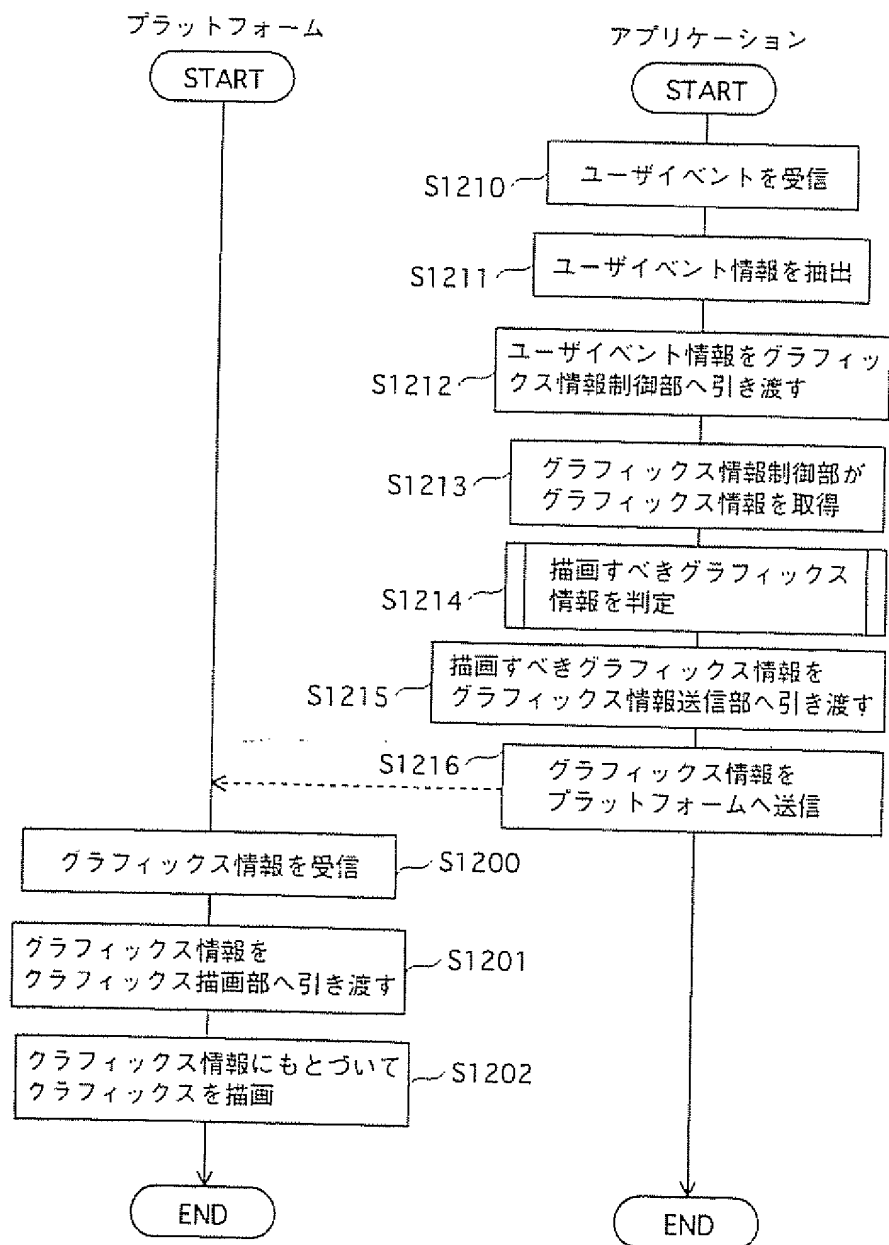 プラットフォーム
START
アプリケーション
START
S1210
ユーザイベントを受信
S1211
ユーザイベント情報を抽出
S1212
ユーザイベント情報をグラフィッ
クス情報制御部へ引き渡す
S1213
グラフィックス情報制御部が
グラフィックス情報を取得
S1214
描画すべきグラフィックス
情報を判定
S1215
描画すべきグラフィックス情報を
グラフィックス情報送信部へ引き渡す
S1216
グラフィックス情報を
プラットフォームへ送信
グラフィックス情報を受信
S1200
グラフィックス情報を
クラフィックス描画部へ引き渡す
S1201
クラフィックス情報にもとづいて
クラフィックスを描画
S1202
END
END